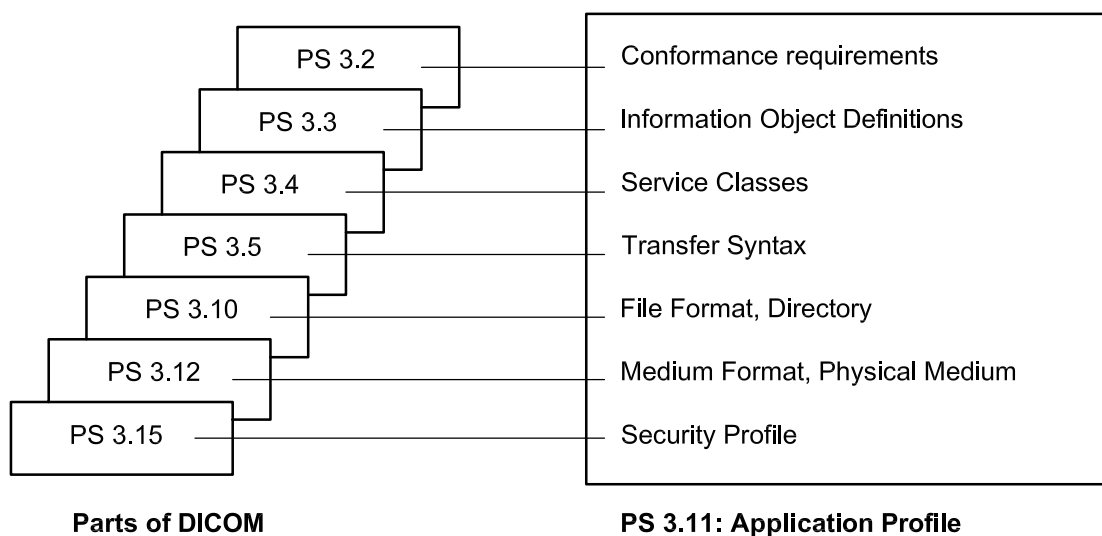 PS 3.2 Conformance requirements
PS 3.3 Information Object Definitions
PS 3.4 Service Classes
PS 3.5 Transfer Syntax
PS 3.10 File Format, Directory
PS 3.12 Medium Format, Physical Medium
PS 3.15 Security Profile
Parts of DICOM PS 3.11: Application Profile